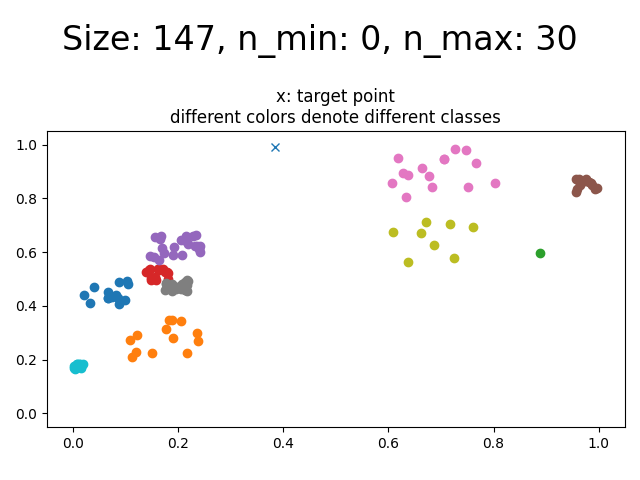 Size: 147, n_min: 0, n_max: 30
x: target point
different colors denote different classes
1.0
0.8
0.6
0.4
0.2
0.0
0.0 0.2 0.4 0.6 0.8 1.0